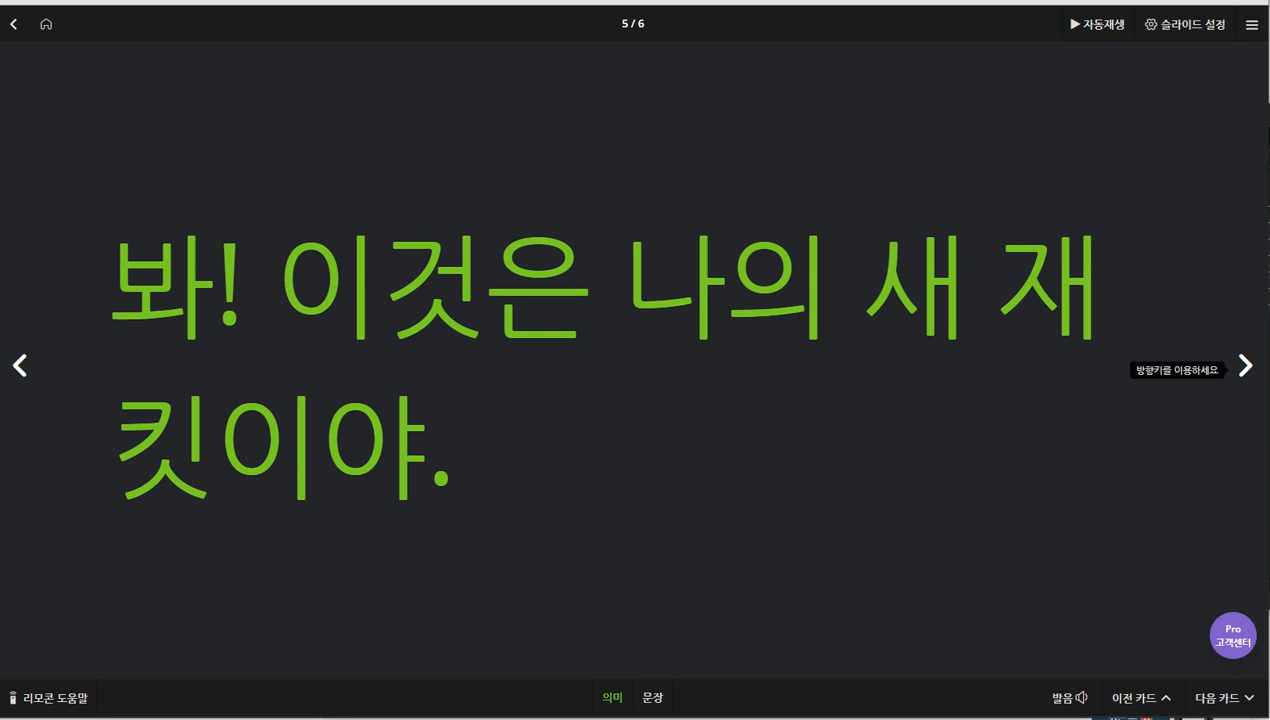 5 / 6
자동재생
슬라이드 설정
봐! 이것은 나의 새 재
킷이야.
방향키를 이용하세요
Pro
고객센터
리모콘 도움말
의미
문장
발음
이전 카드
다음 카드